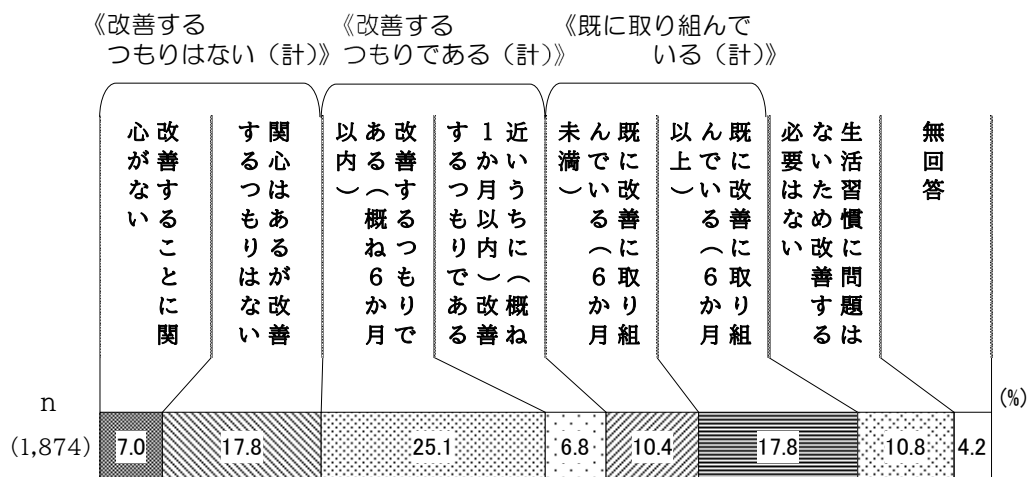 《改善する
つもりはない（計）》
《改善する
つもりである（計）》
《既に取り組んで
いる（計）》
改善することに関
心がない
関心はあるが改善
するつもりはない
改善するつもりで
ある（概ね６か月
以内）
近いうちに（概ね
１か月以内）改善
するつもりである
既に改善に取り組
んでいる（６か月
未満）
既に改善に取り組
んでいる（６か月
以上）
生活習慣に問題は
ないため改善する
必要はない
無回答
n
(1,874)
7.0
17.8
25.1
6.8
10.4
17.8
10.8
4.2
(%)